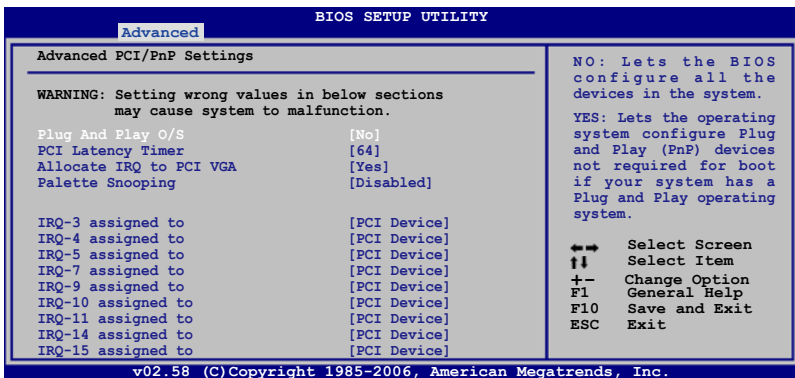 BIOS SETUP UTILITY
Advanced
Advanced PCI/PnP Settings
WARNING: Setting wrong values in below sections
may cause system to malfunction.
Plug And Play O/S [No]
PCI Latency Timer [64]
Allocate IRQ to PCI VGA [Yes]
Palette Snooping [Disabled]
IRQ-3 assigned to [PCI Device]
IRQ-4 assigned to [PCI Device]
IRQ-5 assigned to [PCI Device]
IRQ-7 assigned to [PCI Device]
IRQ-9 assigned to [PCI Device]
IRQ-10 assigned to [PCI Device]
IRQ-11 assigned to [PCI Device]
IRQ-14 assigned to [PCI Device]
IRQ-15 assigned to [PCI Device]
NO: Lets the BIOS
configure all the
devices in the system.
YES: Lets the operating
system configure Plug
and Play (PnP) devices
not required for boot
if your system has a
Plug and Play operating
system.
←→ Select Screen
↑↓ Select Item
+- Change Option
F1 General Help
F10 Save and Exit
ESC Exit
v02.58 (C)Copyright 1985-2006, American Megatrends, Inc.